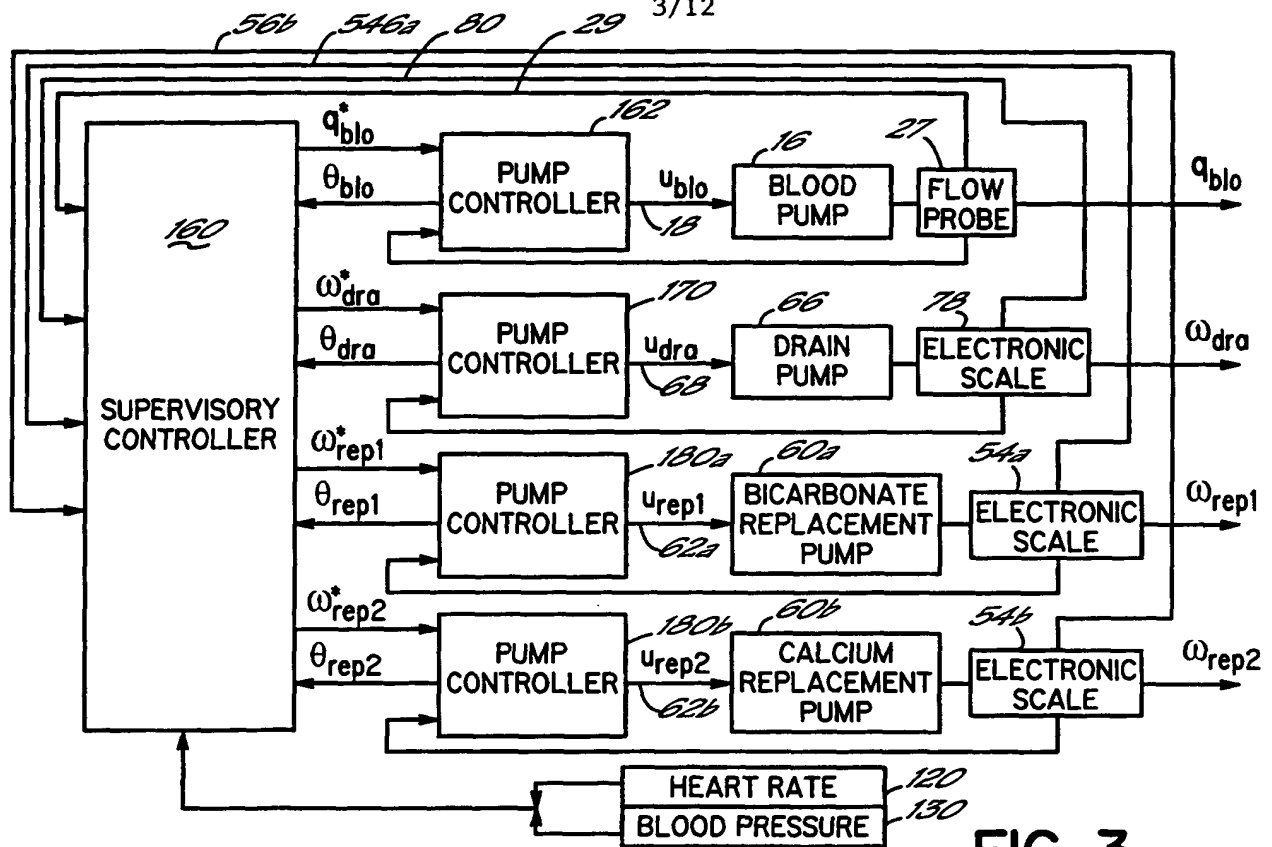 3/12
56b 546a 80 29
q*blo
162
PUMP
CONTROLLER
θblo
ublo
18
16
BLOOD
PUMP
27
FLOW
PROBE
qblo
160
SUPERVISORY
CONTROLLER
ω*dra
170
PUMP
CONTROLLER
θdra
udra
68
66
DRAIN
PUMP
78
ELECTRONIC
SCALE
ωdra
ω*rep1
180a
PUMP
CONTROLLER
θrep1
urep1
62a
60a
BICARBONATE
REPLACEMENT
PUMP
54a
ELECTRONIC
SCALE
ωrep1
ω*rep2
180b
PUMP
CONTROLLER
θrep2
urep2
62b
60b
CALCIUM
REPLACEMENT
PUMP
54b
ELECTRONIC
SCALE
ωrep2
HEART RATE
120
BLOOD PRESSURE
130
FIG. 3